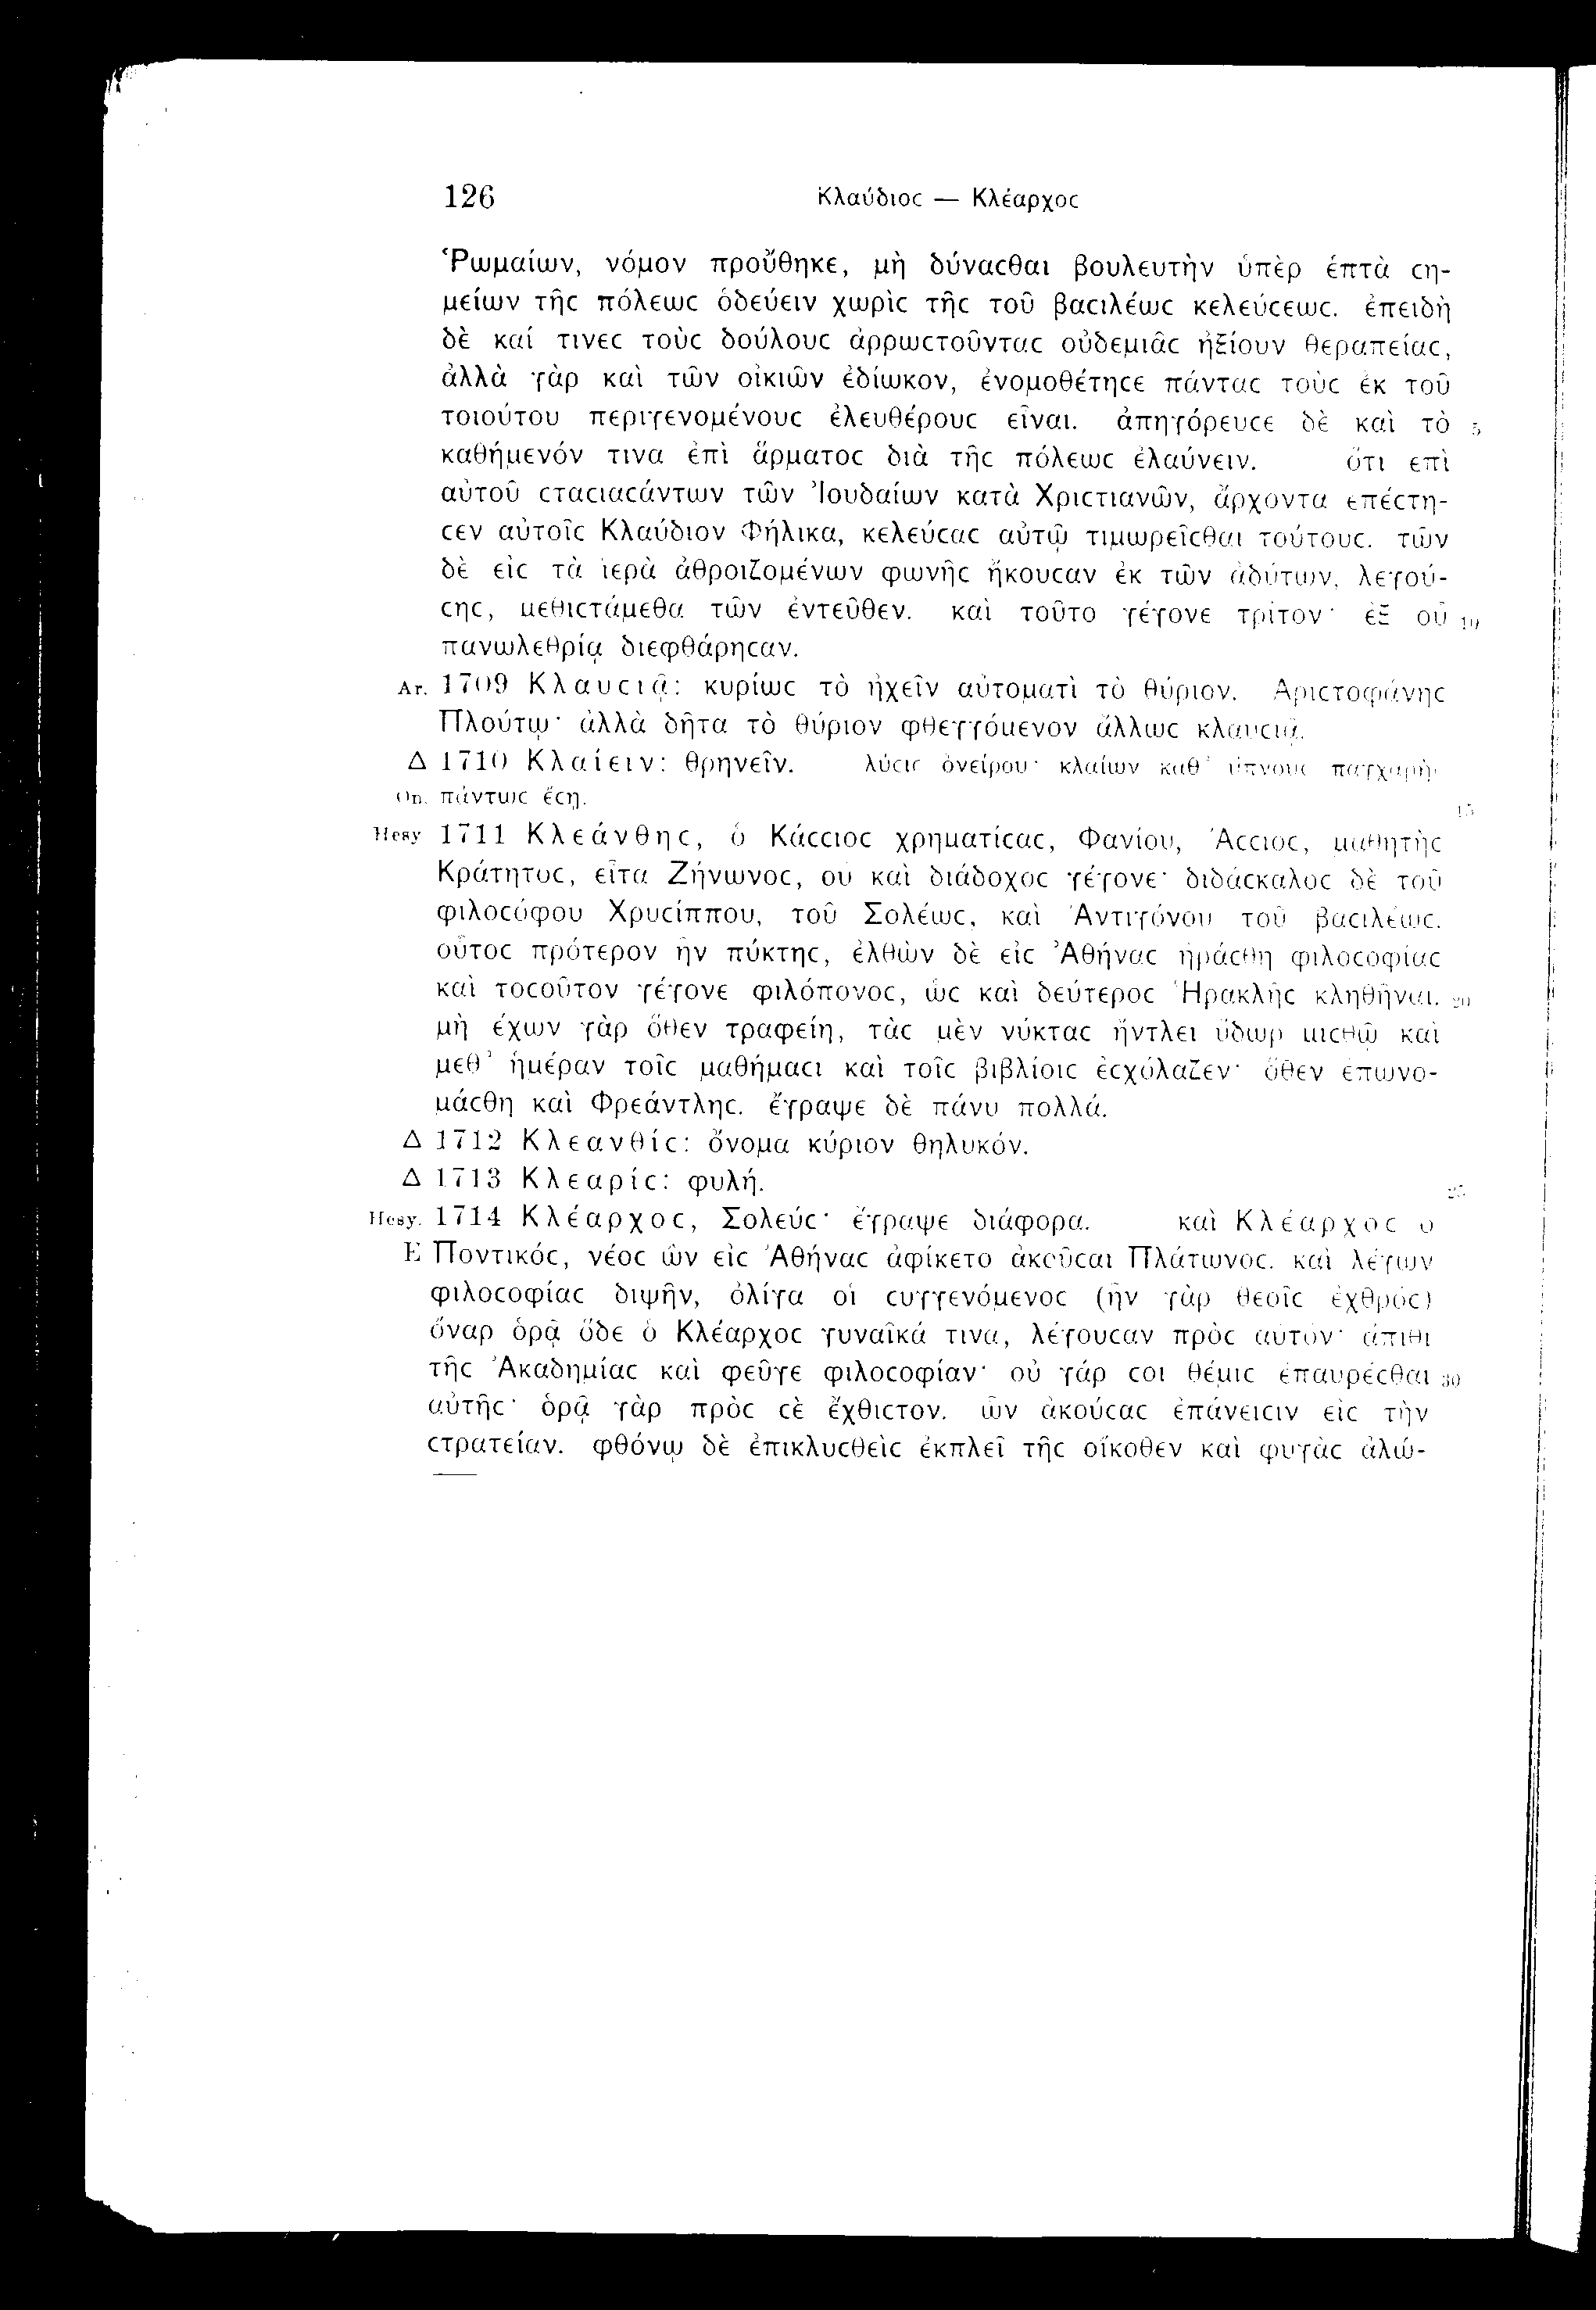 126 Κλαύδιοϲ — Κλέαρχοϲ
Ῥωμαίων, νόμον προὔθηκε, μὴ δύναϲθαι βουλευτὴν ὑπὲρ ἑπτὰ ϲη-
μείων τῆϲ πόλεωϲ ὁδεύειν χωρὶϲ τῆϲ τοῦ βαϲιλέωϲ κελεύϲεωϲ. ἐπειδὴ
δὲ καί τινεϲ τοὺϲ δούλουϲ ἀρρωϲτοῦνταϲ οὐδεμιᾶϲ ἠξίουν θεραπείαϲ,
ἀλλὰ γὰρ καὶ τῶν οἰκιῶν ἐδίωκον, ἐνομοθέτηϲε πάνταϲ τοὺϲ ἐκ τοῦ
τοιούτου περιγενομένουϲ ἐλευθέρουϲ εἶναι. ἀπηγόρευϲε δὲ καὶ τὸ 5
καθήμενόν τινα ἐπὶ ἅρματοϲ διὰ τῆϲ πόλεωϲ ἐλαύνειν. ὅτι ἐπὶ
αὐτοῦ ϲταϲιαϲάντων τῶν Ἰουδαίων κατὰ Χριϲτιανῶν, ἄρχοντα ἐπέϲτη-
ϲεν αὐτοῖϲ Κλαύδιον Φήλικα, κελεύϲαϲ αὐτῷ τιμωρεῖϲθαι τούτουϲ. τῶν
δὲ εἰϲ τὰ ἱερὰ ἀθροιζομένων φωνῆϲ ἤκουϲαν ἐκ τῶν ἀδύτων, λεγού-
ϲηϲ, μεθιϲτάμεθα τῶν ἐντεῦθεν. καὶ τοῦτο γέγονε τρίτον· ἐξ οὗ 10
πανωλεθρίᾳ διεφθάρηϲαν.
Ar. 1709 Κλαυϲιᾷ: κυρίωϲ τὸ ἠχεῖν αὐτοματὶ τὸ θύριον. Ἀριϲτοφάνηϲ
Πλούτῳ· ἀλλὰ δῆτα τὸ θύριον φθεγγόμενον ἄλλωϲ κλαυϲιᾷ.
Δ 1710 Κλαίειν: θρηνεῖν. λύϲιϲ ὀνείρου· κλαίων καθ’ ὕπνουϲ παγχαρὴϲ
On. πάντωϲ ἔϲῃ. 15
Hesy 1711 Κλεάνθηϲ, ὁ Κάϲϲιοϲ χρηματίϲαϲ, Φανίου, Ἄϲϲιοϲ, μαθητὴϲ
Κράτητοϲ, εἶτα Ζήνωνοϲ, οὗ καὶ διάδοχοϲ γέγονε· διδάϲκαλοϲ δὲ τοῦ
φιλοϲόφου Χρυϲίππου, τοῦ Σολέωϲ, καὶ Ἀντιγόνου τοῦ βαϲιλέωϲ.
οὗτοϲ πρότερον ἦν πύκτηϲ, ἐλθὼν δὲ εἰϲ Ἀθήναϲ ἠράϲθη φιλοϲοφίαϲ
καὶ τοϲοῦτον γέγονε φιλόπονοϲ, ὡϲ καὶ δεύτεροϲ Ἡρακλῆϲ κληθῆναι. 20
μὴ ἔχων γὰρ ὅθεν τραφείη, τὰϲ μὲν νύκταϲ ἤντλει ὕδωρ μιϲθῷ καὶ
μεθ’ ἡμέραν τοῖϲ μαθήμαϲι καὶ τοῖϲ βιβλίοιϲ ἐϲχόλαζεν· ὅθεν ἐπωνο-
μάϲθη καὶ Φρεάντληϲ. ἔγραψε δὲ πάνυ πολλά.
Δ 1712 Κλεανθίϲ: ὄνομα κύριον θηλυκόν.
Δ 1713 Κλεαρίϲ: φυλή. 25
Hesy. 1714 Κλέαρχοϲ, Σολεύϲ· ἔγραψε διάφορα. καὶ Κλέαρχοϲ ὁ
E Ποντικόϲ, νέοϲ ὢν εἰϲ Ἀθήναϲ ἀφίκετο ἀκοῦϲαι Πλάτωνοϲ. καὶ λέγων
φιλοϲοφίαϲ διψῆν, ὀλίγα οἱ ϲυγγενόμενοϲ (ἦν γὰρ θεοῖϲ ἐχθρόϲ)
ὄναρ ὁρᾷ ὅδε ὁ Κλέαρχοϲ γυναῖκά τινα, λέγουϲαν πρὸϲ αὐτόν· ἄπιθι
τῆϲ Ἀκαδημίαϲ καὶ φεῦγε φιλοϲοφίαν· οὐ γάρ ϲοι θέμιϲ ἐπαυρέϲθαι 30
αὐτῆϲ· ὁρᾷ γὰρ πρὸϲ ϲὲ ἔχθιϲτον. ὧν ἀκούϲαϲ ἐπάνειϲιν εἰϲ τὴν
ϲτρατείαν. φθόνῳ δὲ ἐπικλυϲθεὶϲ ἐκπλεῖ τῆϲ οἴκοθεν καὶ φυγὰϲ ἀλώ-